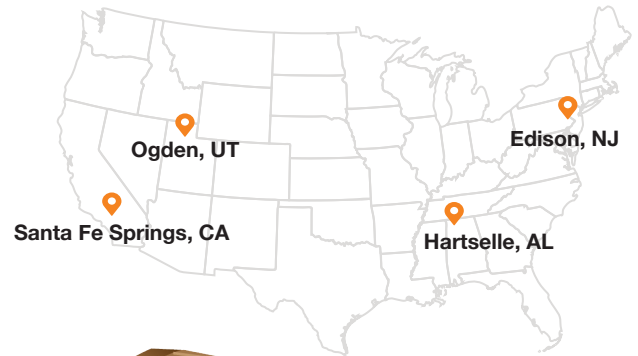 Ogden, UT
Edison, NJ
Santa Fe Springs, CA
Hartselle, AL